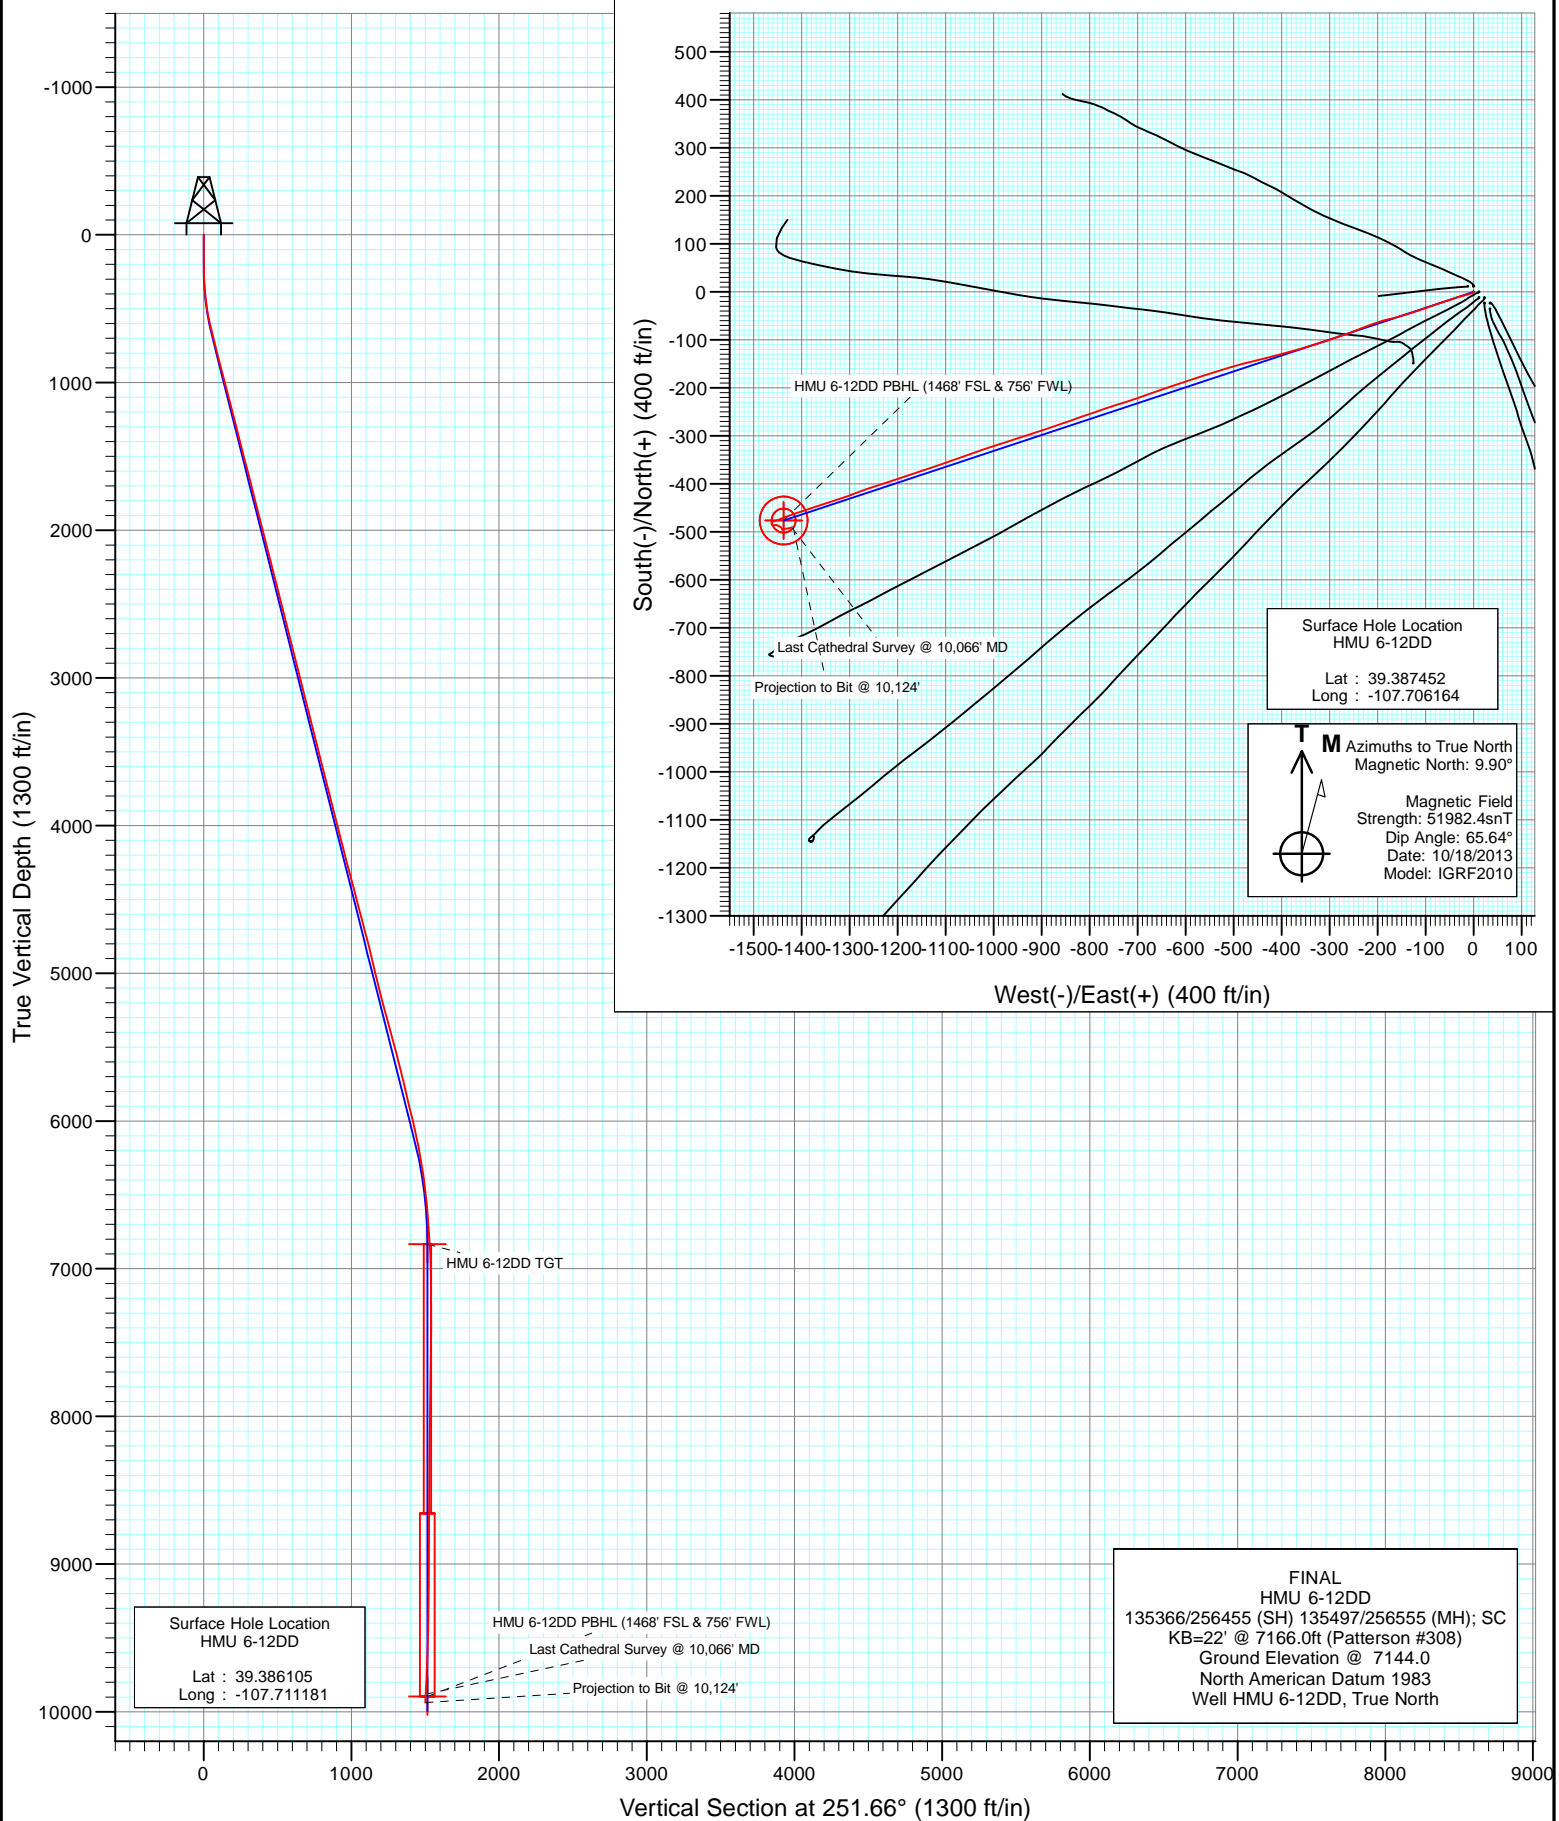 -1000
0
1000
2000
3000
4000
5000
6000
7000
8000
9000
10000
True Vertical Depth (1300 ft/in)
0
1000
2000
3000
4000
5000
6000
7000
8000
9000
Vertical Section at 251.66° (1300 ft/in)
HMU 6-12DD TGT
HMU 6-12DD PBHL (1468' FSL & 756' FWL)
Last Cathedral Survey @ 10,066' MD
Projection to Bit @ 10,124'
Surface Hole Location
HMU 6-12DD
Lat : 39.386105
Long : -107.711181
500
400
300
200
100
0
-100
-200
-300
-400
-500
-600
-700
-800
-900
-1000
-1100
-1200
-1300
South(-)/North(+) (400 ft/in)
-1500 -1400 -1300 -1200 -1100 -1000 -900 -800 -700 -600 -500 -400 -300 -200 -100 0 100
West(-)/East(+) (400 ft/in)
HMU 6-12DD PBHL (1468' FSL & 756' FWL)
Last Cathedral Survey @ 10,066' MD
Projection to Bit @ 10,124'
Surface Hole Location
HMU 6-12DD
Lat : 39.387452
Long : -107.706164
T
M
Azimuths to True North
Magnetic North: 9.90°
Magnetic Field
Strength: 51982.4snT
Dip Angle: 65.64°
Date: 10/18/2013
Model: IGRF2010
FINAL
HMU 6-12DD
135366/256455 (SH) 135497/256555 (MH); SC
KB=22' @ 7166.0ft (Patterson #308)
Ground Elevation @ 7144.0
North American Datum 1983
Well HMU 6-12DD, True North